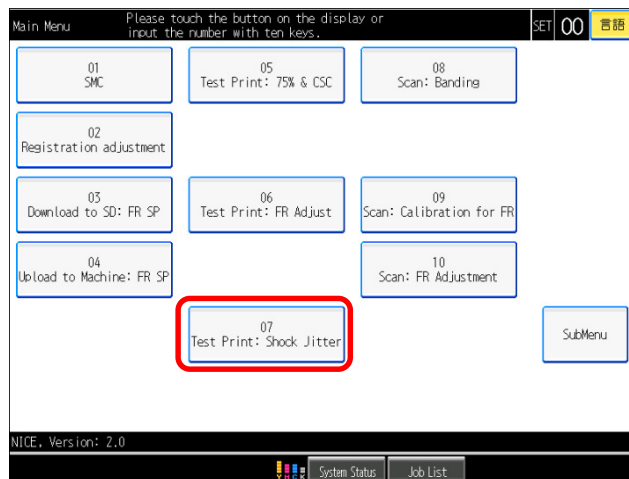 Main Menu
Please touch the button on the display or
input the number with ten keys.
SET 00 言語
01
SMC
05
Test Print: 75% & CSC
08
Scan: Banding
02
Registration adjustment
03
Download to SD: FR SP
06
Test Print: FR Adjust
09
Scan: Calibration for FR
04
Upload to Machine: FR SP
10
Scan: FR Adjustment
07
Test Print: Shock Jitter
SubMenu
NICE, Version: 2.0
Y M C K
System Status
Job List